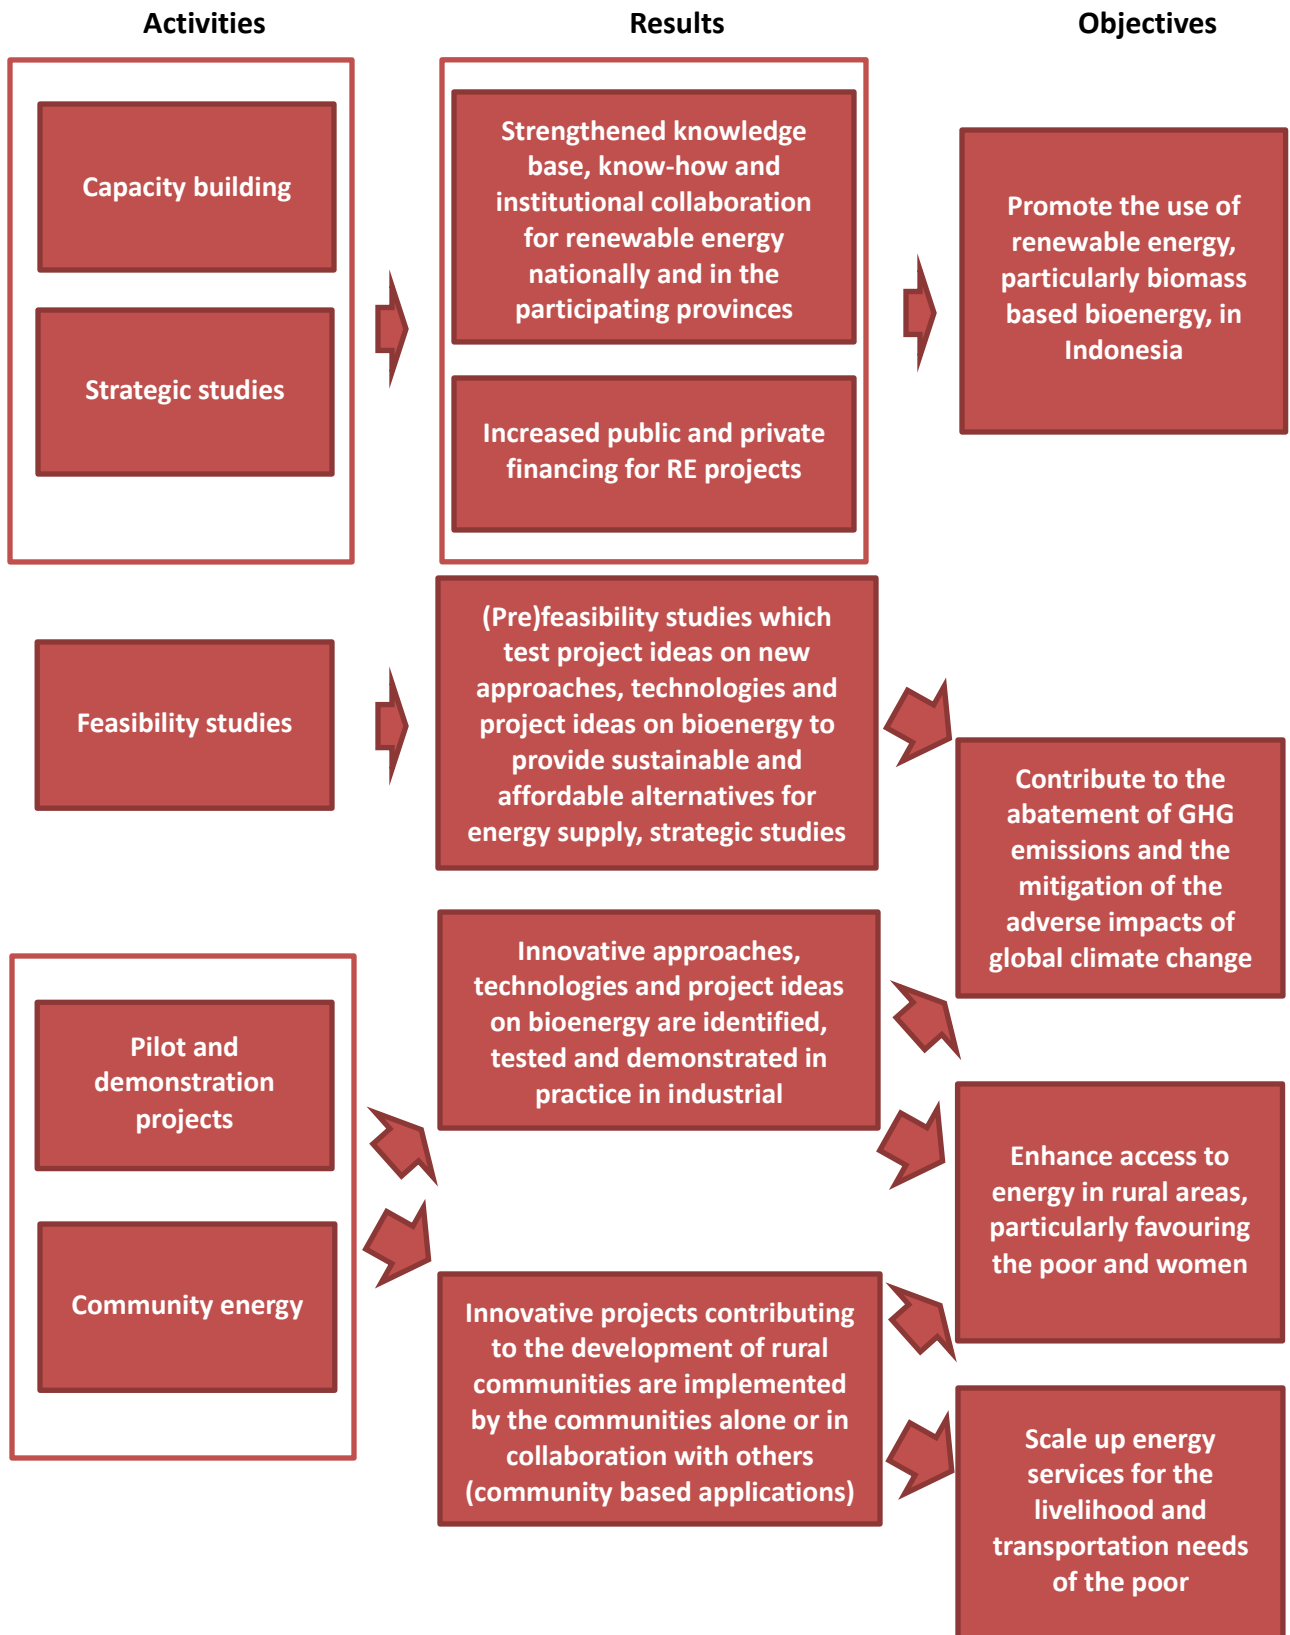 Activities
Results
Objectives
Capacity building
Strategic studies
Strengthened knowledge
base, know-how and
institutional collaboration
for renewable energy
nationally and in the
participating provinces
Increased public and private
financing for RE projects
Promote the use of
renewable energy,
particularly biomass
based bioenergy, in
Indonesia
Feasibility studies
(Pre)feasibility studies which
test project ideas on new
approaches, technologies and
project ideas on bioenergy to
provide sustainable and
affordable alternatives for
energy supply, strategic studies
Contribute to the
abatement of GHG
emissions and the
mitigation of the
adverse impacts of
global climate change
Pilot and
demonstration
projects
Community energy
Innovative approaches,
technologies and project ideas
on bioenergy are identified,
tested and demonstrated in
practice in industrial
Enhance access to
energy in rural areas,
particularly favouring
the poor and women
Innovative projects contributing
to the development of rural
communities are implemented
by the communities alone or in
collaboration with others
(community based applications)
Scale up energy
services for the
livelihood and
transportation needs
of the poor